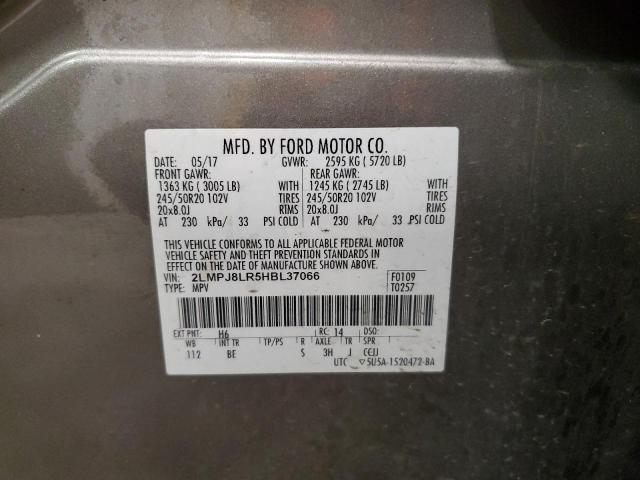 MFD. BY FORD MOTOR CO.
DATE: 05/17 GVWR: 2595 KG ( 5720 LB)
FRONT GAWR: REAR GAWR:
1363 KG ( 3005 LB) WITH 1245 KG ( 2745 LB) WITH
245/50R20 102V TIRES 245/50R20 102V TIRES
20x8.0J RIMS 20x8.0J RIMS
AT 230 kPa/ 33 PSI COLD AT 230 kPa/ 33 PSI COLD
THIS VEHICLE CONFORMS TO ALL APPLICABLE FEDERAL MOTOR
VEHICLE SAFETY AND THEFT PREVENTION STANDARDS IN
EFFECT ON THE DATE OF MANUFACTURE SHOWN ABOVE.
VIN: 2LMPJ8LR5HBL37066 F0109
TYPE: MPV T0257
EXT PNT: H6 RC: 14 DSO:
WB INT TR TP/PS R AXLE TR SPR
112 BE S 3H J CCJJ
UTC ▽5U5A-1520472-BA